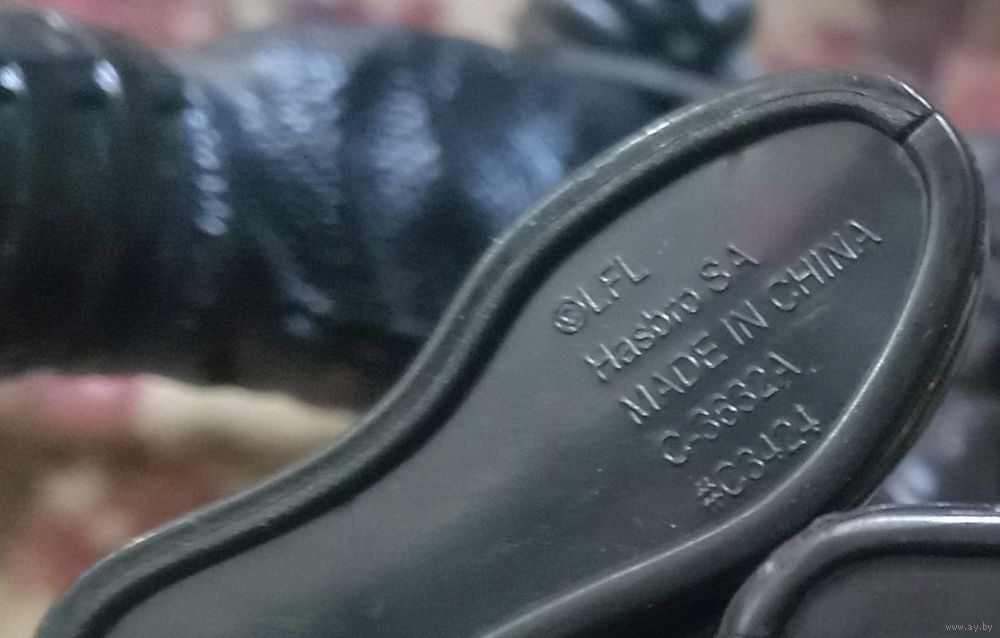 ©LFL
Hasbro SA
MADE IN CHINA
C-3632A
#C3424
www.ay.by